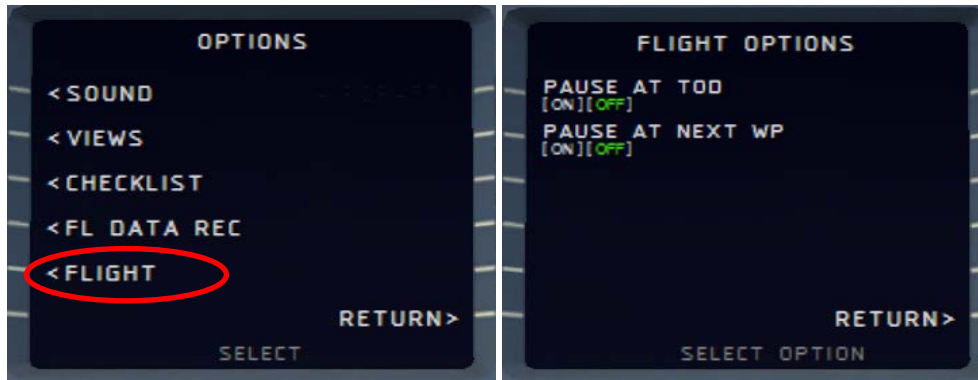 OPTIONS
<SOUND
<VIEWS
<CHECKLIST
<FL DATA REC
<FLIGHT
RETURN>
SELECT
FLIGHT OPTIONS
PAUSE AT TOD
[ON][OFF]
PAUSE AT NEXT WP
[ON][OFF]
RETURN>
SELECT OPTION